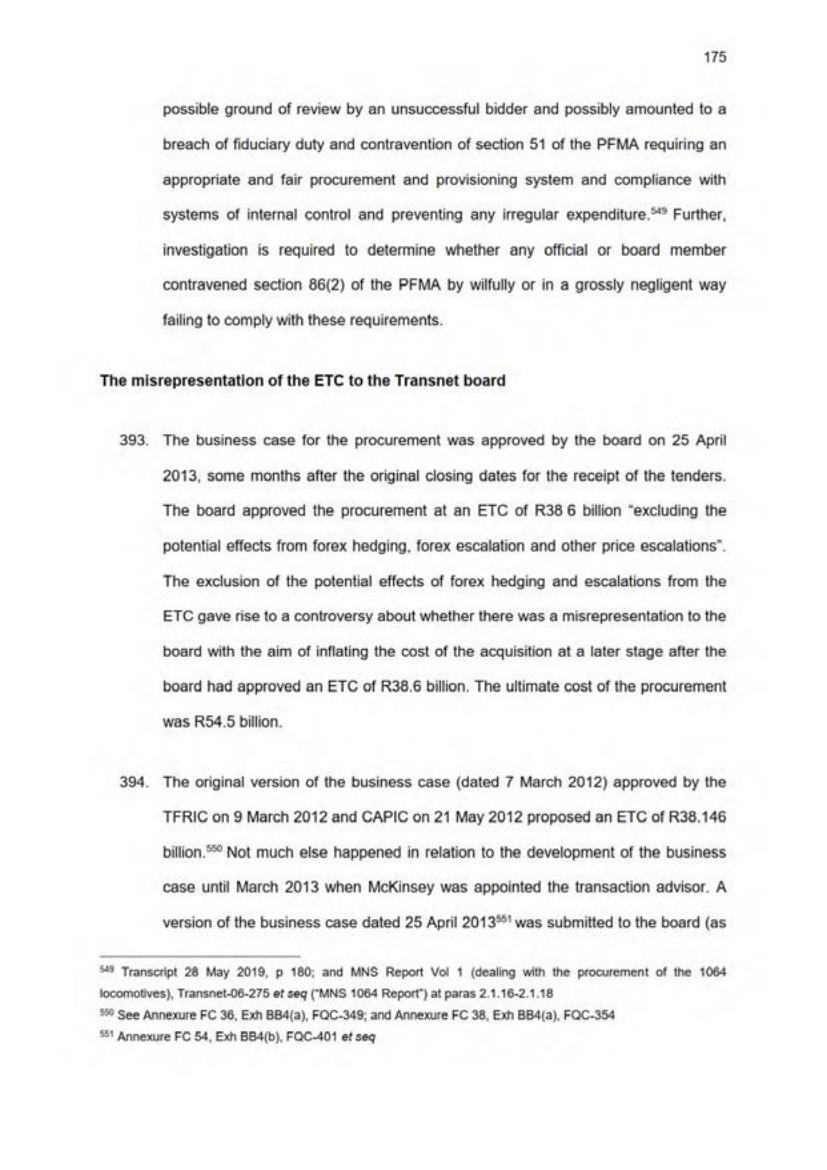 175
possible ground of review by an unsuccessful bidder and possibly amounted to a
breach of fiduciary duty and contravention of section 51 of the PFMA requiring an
appropriate and fair procurement and provisioning system and compliance with
systems of internal control and preventing any irregular expenditure.549 Further,
investigation is required to determine whether any official or board member
contravened section 86(2) of the PFMA by wilfully or in a grossly negligent way
failing to comply with these requirements.
The misrepresentation of the ETC to the Transnet board
393. The business case for the procurement was approved by the board on 25 April
2013, some months after the original closing dates for the receipt of the tenders.
The board approved the procurement at an ETC of R38 6 billion "excluding the
potential effects from forex hedging, forex escalation and other price escalations".
The exclusion of the potential effects of forex hedging and escalations from the
ETC gave rise to a controversy about whether there was a misrepresentation to the
board with the aim of inflating the cost of the acquisition at a later stage after the
board had approved an ETC of R38.6 billion. The ultimate cost of the procurement
was R54.5 billion.
394. The original version of the business case (dated 7 March 2012) approved by the
TFRIC on 9 March 2012 and CAPIC on 21 May 2012 proposed an ETC of R38.146
billion.550 Not much else happened in relation to the development of the business
case until March 2013 when McKinsey was appointed the transaction advisor. A
version of the business case dated 25 April 2013551 was submitted to the board (as
549 Transcript 28 May 2019, p 180; and MNS Report Vol 1 (dealing with the procurement of the 1064
locomotives), Transnet-06-275 et seq ("MNS 1064 Report") at paras 2.1.16-2.1.18
550 See Annexure FC 36, Exh BB4(a), FQC-349; and Annexure FC 38, Exh BB4(a), FQC-354
551 Annexure FC 54, Exh BB4(b), FQC-401 et seq